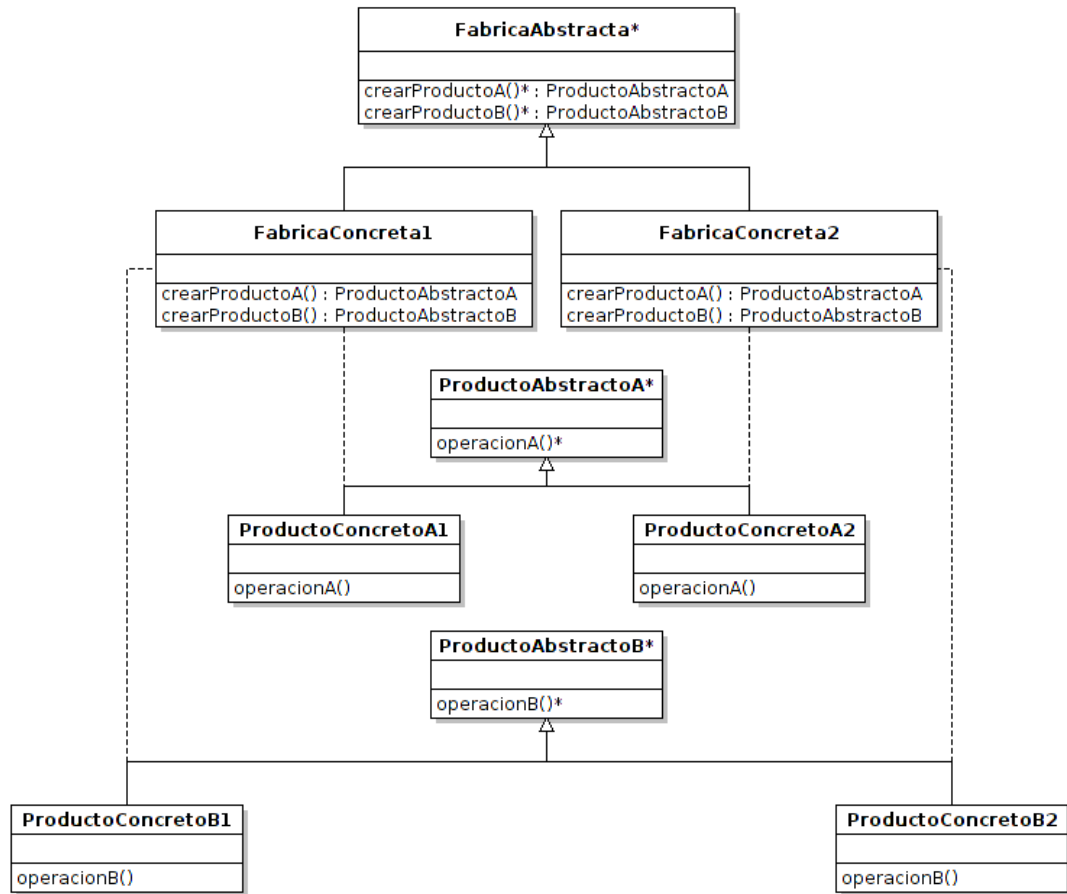 FabricaAbstracta*
crearProductoA()* : ProductoAbstractoA
crearProductoB()* : ProductoAbstractoB
FabricaConcreta1
crearProductoA() : ProductoAbstractoA
crearProductoB() : ProductoAbstractoB
FabricaConcreta2
crearProductoA() : ProductoAbstractoA
crearProductoB() : ProductoAbstractoB
ProductoAbstractoA*
operacionA()*
ProductoConcretoA1
operacionA()
ProductoConcretoA2
operacionA()
ProductoAbstractoB*
operacionB()*
ProductoConcretoB1
operacionB()
ProductoConcretoB2
operacionB()